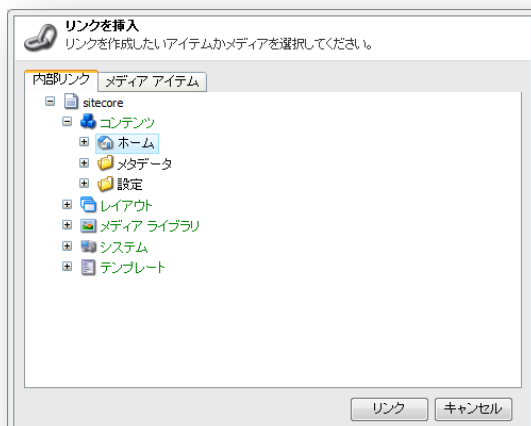 リンクを挿入
リンクを作成したいアイテムかメディアを選択してください。
内部リンク メディア アイテム
sitecore
コンテンツ
ホーム
メタデータ
設定
レイアウト
メディア ライブラリ
システム
テンプレート
リンク キャンセル